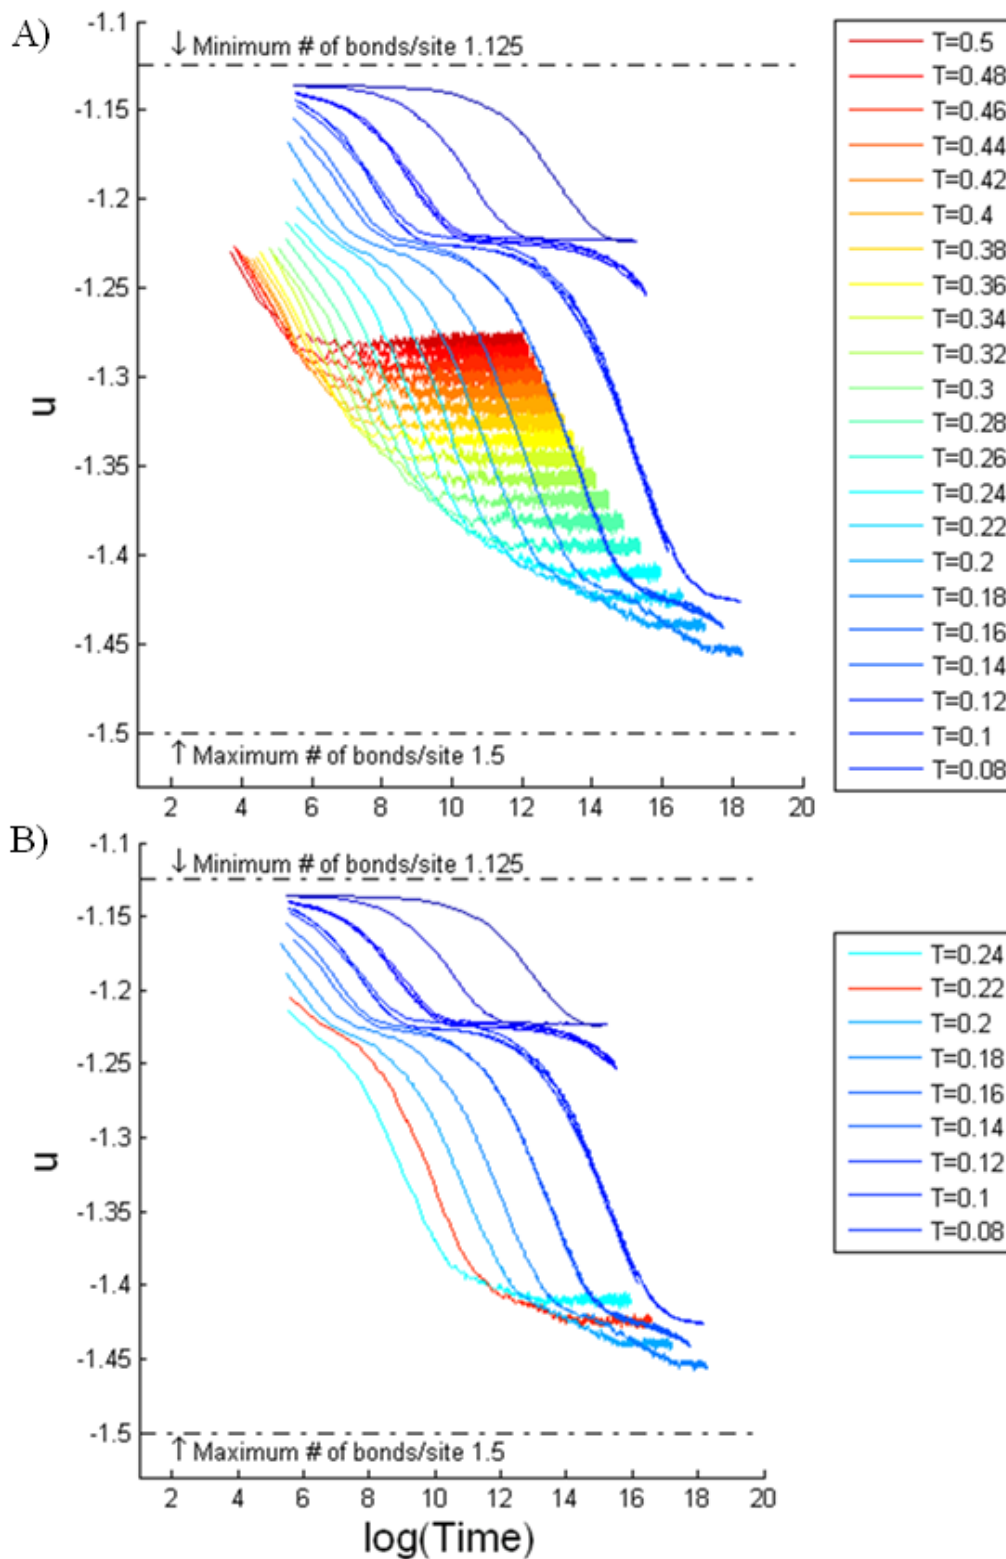 A)
-1.1
↓ Minimum # of bonds/site 1.125
-1.15
-1.2
-1.25
-1.3
-1.35
-1.4
-1.45
-1.5
↑ Maximum # of bonds/site 1.5
u
2 4 6 8 10 12 14 16 18 20
T=0.5
T=0.48
T=0.46
T=0.44
T=0.42
T=0.4
T=0.38
T=0.36
T=0.34
T=0.32
T=0.3
T=0.28
T=0.26
T=0.24
T=0.22
T=0.2
T=0.18
T=0.16
T=0.14
T=0.12
T=0.1
T=0.08
B)
-1.1
↓ Minimum # of bonds/site 1.125
-1.15
-1.2
-1.25
-1.3
-1.35
-1.4
-1.45
-1.5
↑ Maximum # of bonds/site 1.5
u
2 4 6 8 10 12 14 16 18 20
log(Time)
T=0.24
T=0.22
T=0.2
T=0.18
T=0.16
T=0.14
T=0.12
T=0.1
T=0.08